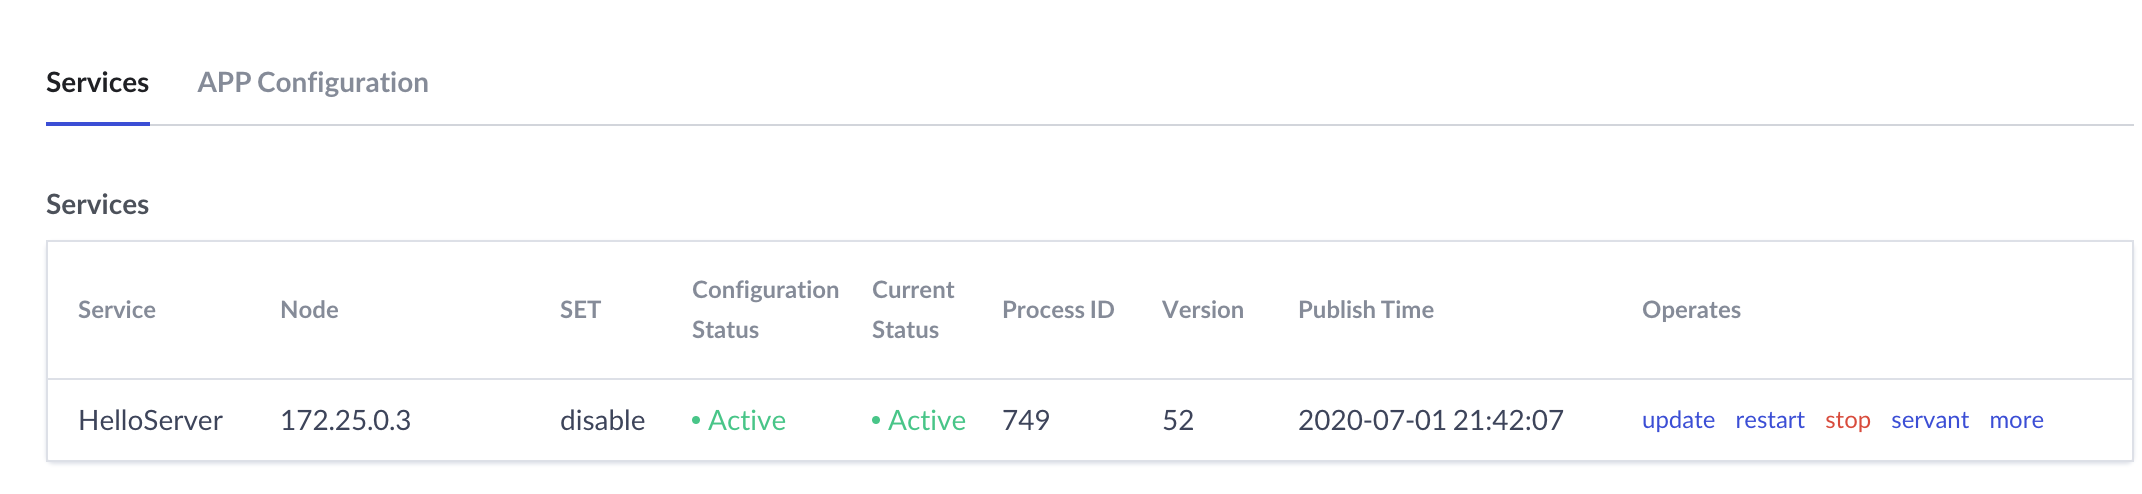 Services APP Configuration
Services
Service Node SET Configuration Status Current Status Process ID Version Publish Time Operates
HelloServer 172.25.0.3 disable Active Active 749 52 2020-07-01 21:42:07 update restart stop servant more